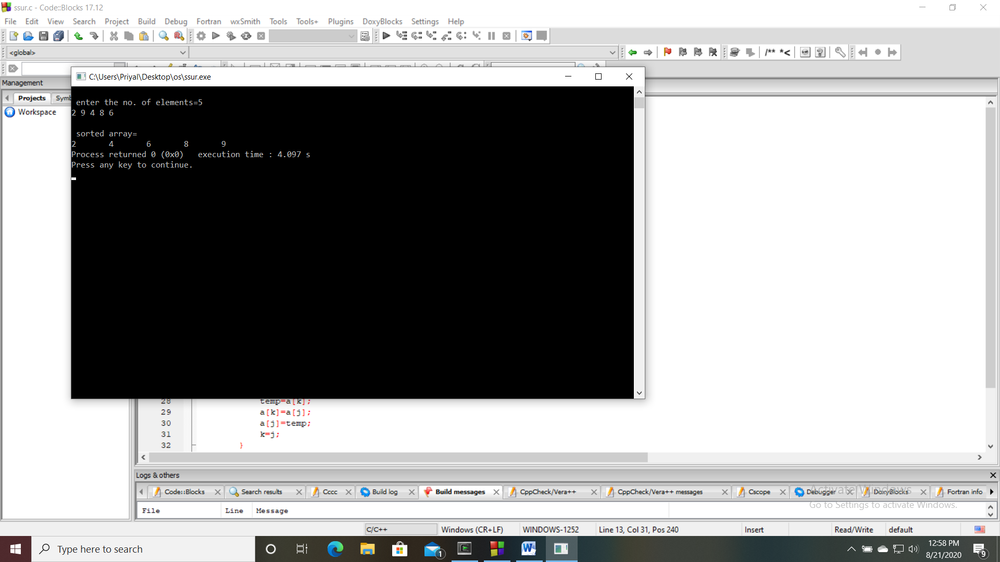 ssur.c - Code::Blocks 17.12
File Edit View Search Project Build Debug Fortran wxSmith Tools Tools+ Plugins DoxyBlocks Settings Help
<global>
/** *<
Management
C:\Users\Priyal\Desktop\os\ssur.exe
Projects Symb
Workspace
enter the no. of elements=5
2 9 4 8 6
sorted array=
2 4 6 8 9
Process returned 0 (0x0) execution time : 4.097 s
Press any key to continue.
28 temp=a[k];
29 a[k]=a[j];
30 a[j]=temp;
31 k=j;
32 }
Logs & others
Code::Blocks Search results Cccc Build log Build messages CppCheck/Vera++ CppCheck/Vera++ messages Cscope Debugger DoxyBlocks Fortran info
Activate Windows
Go to Settings to activate Windows.
File Line Message
C/C++ Windows (CR+LF) WINDOWS-1252 Line 13, Col 31, Pos 240 Insert Read/Write default
Type here to search
1
12:58 PM
8/21/2020
9